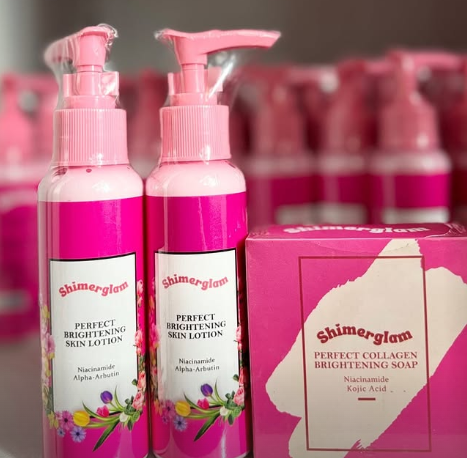 Shimerglam
PERFECT
BRIGHTENING
SKIN LOTION
Niacinamide
Alpha-Arbutin
Shimerglam
PERFECT
BRIGHTENING
SKIN LOTION
Niacinamide
Alpha-Arbutin
Shimerglam
Shimerglam
PERFECT COLLAGEN
BRIGHTENING SOAP
Niacinamide
Kojic Acid